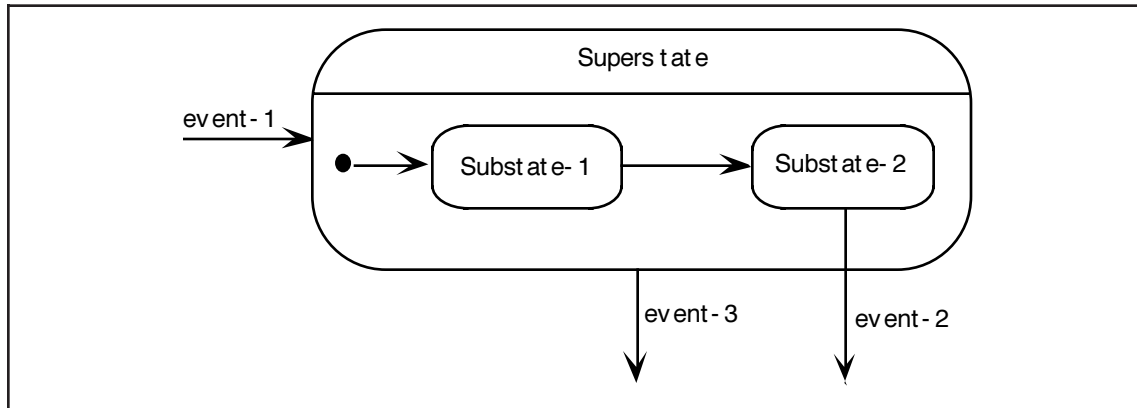 Superstate
event-1
Substate-1
Substate-2
event-3
event-2